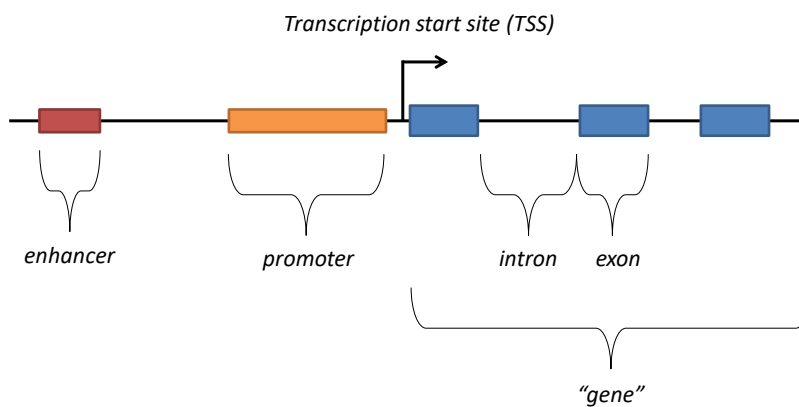 Transcription start site (TSS)
enhancer
promoter
intron
exon
“gene”